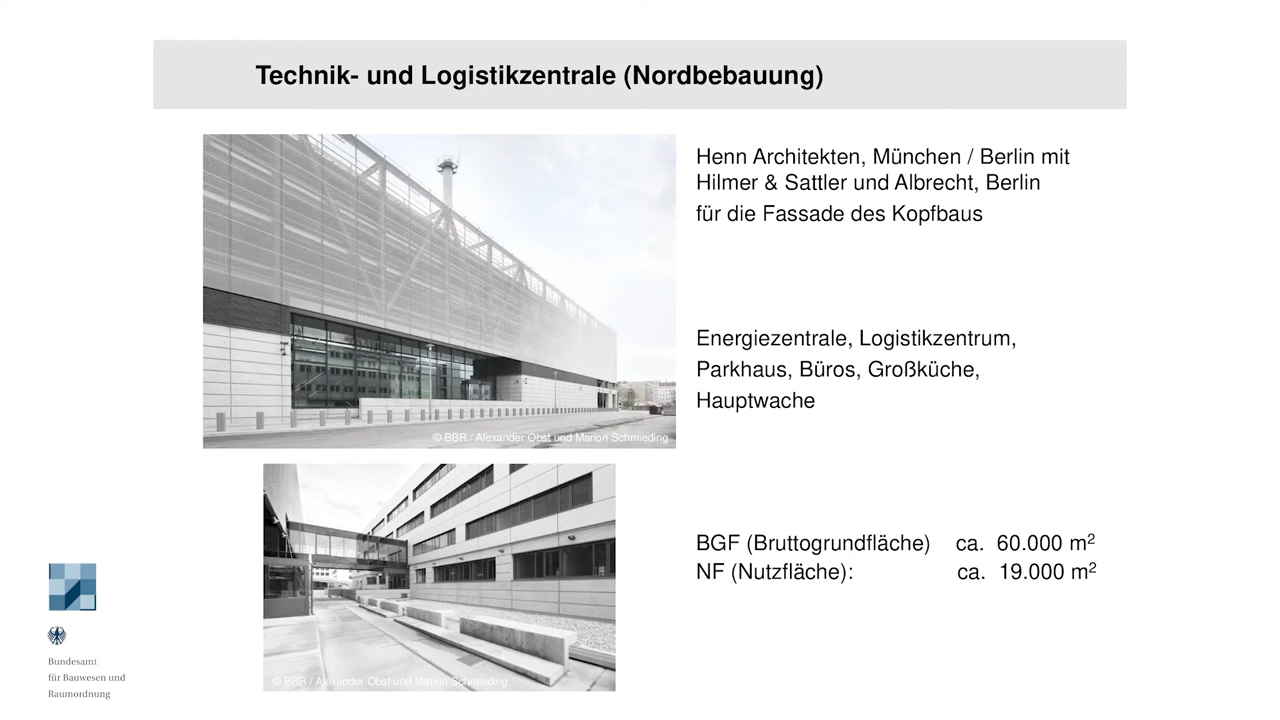 Technik- und Logistikzentrale (Nordbebauung)
Henn Architekten, München / Berlin mit
Hilmer & Sattler und Albrecht, Berlin
für die Fassade des Kopfbaus
Energiezentrale, Logistikzentrum,
Parkhaus, Büros, Großküche,
Hauptwache
© BBR / Alexander Obst und Marion Schmieding
BGF (Bruttogrundfläche) ca. 60.000 m²
NF (Nutzfläche): ca. 19.000 m²
© BBR / Alexander Obst und Marion Schmieding
Bundesamt
für Bauwesen und
Raumordnung